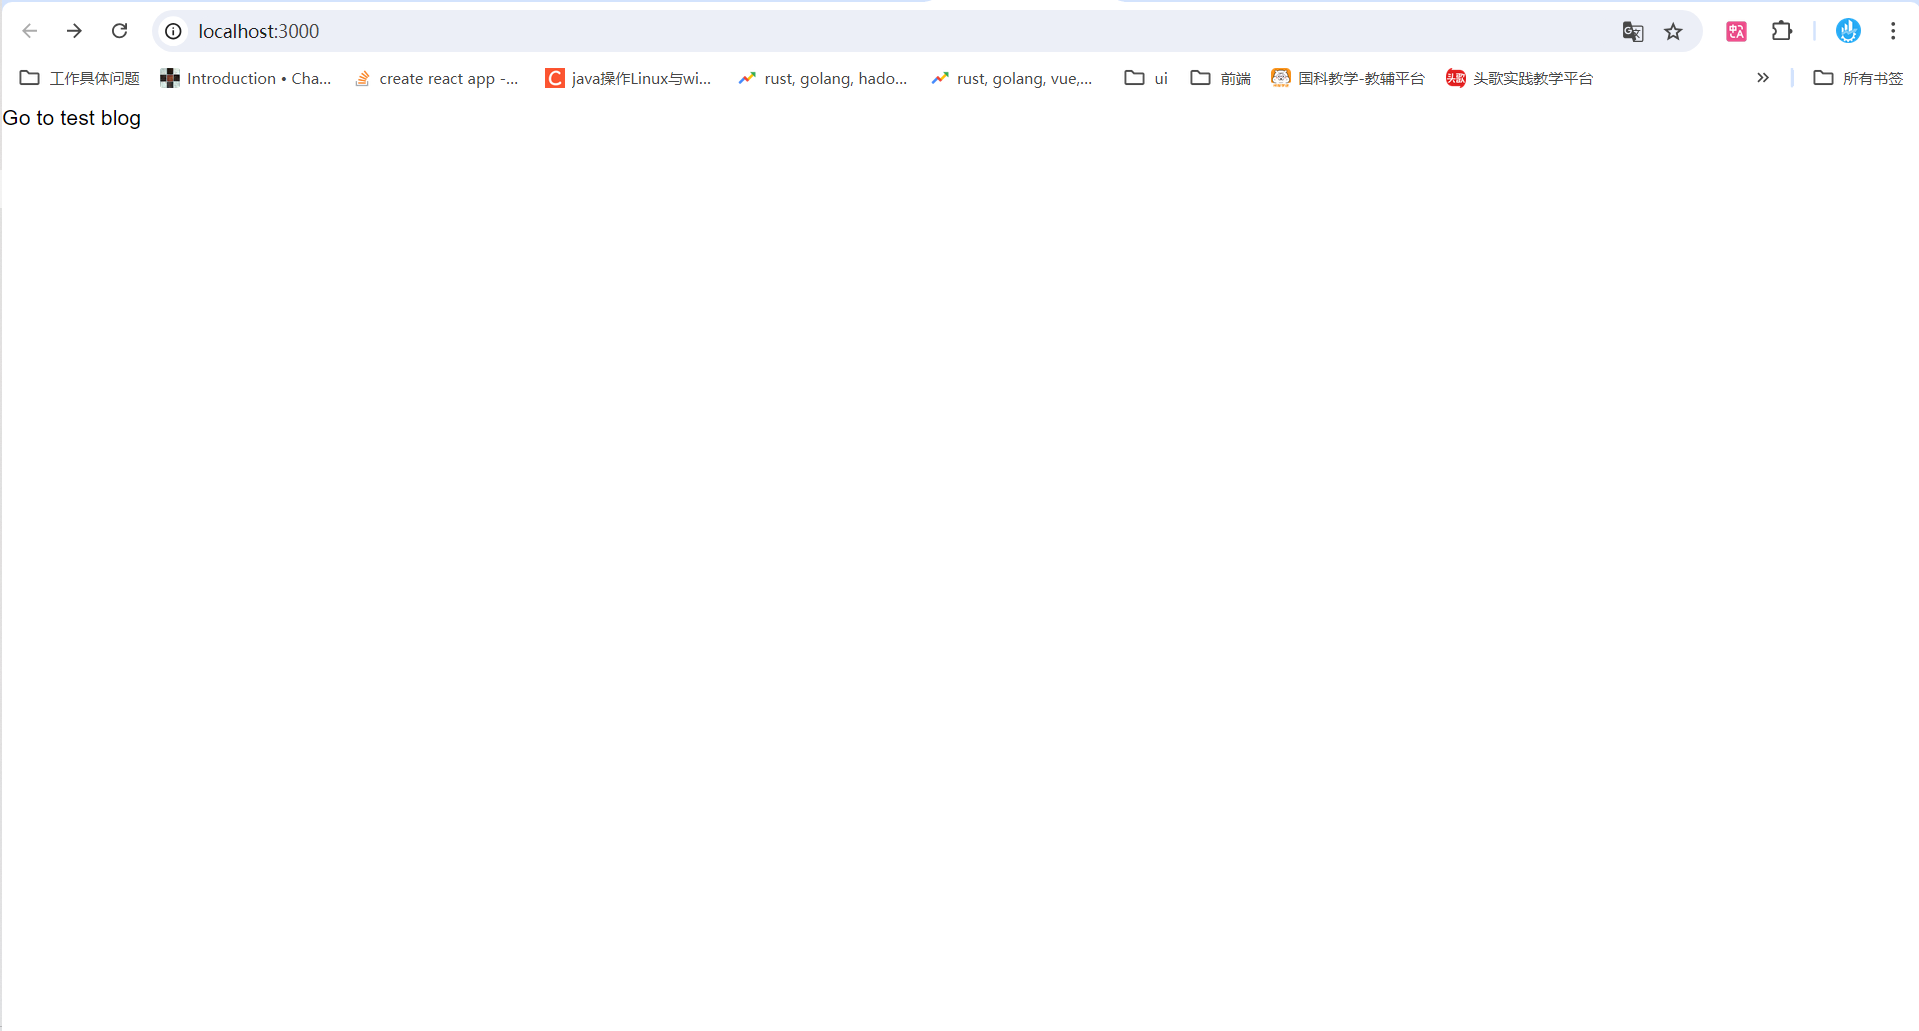 localhost:3000
工作具体问题 Introduction • Cha... create react app -... java操作Linux与wi... rust, golang, hado... rust, golang, vue,... ui 前端 国科教学-教辅平台 头歌 头歌实践教学平台 » 所有书签
Go to test blog